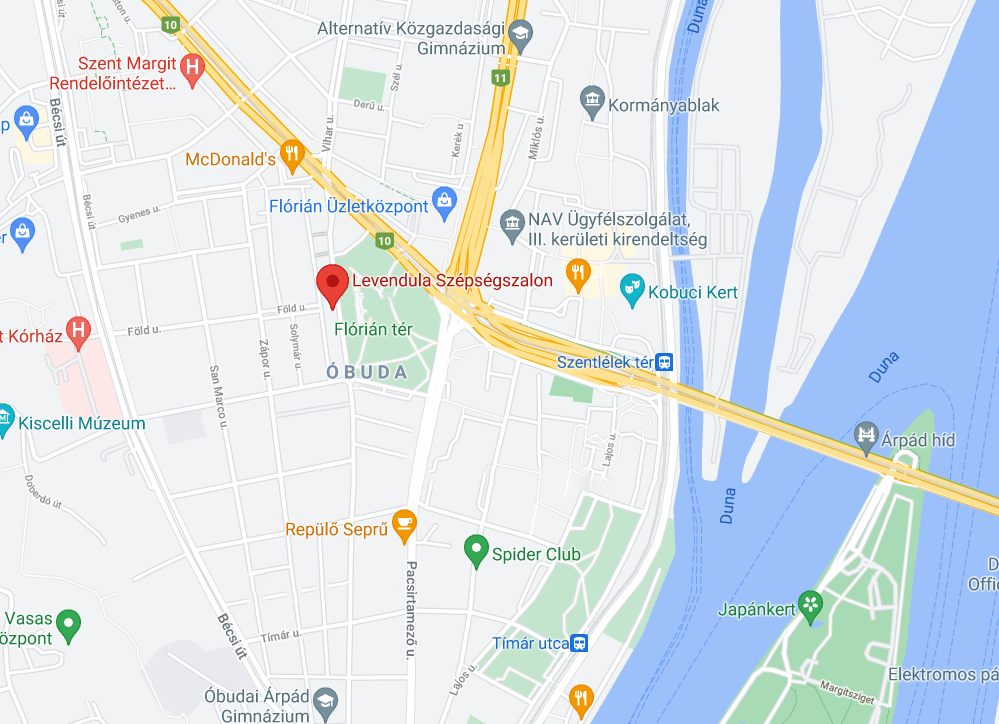 10
Alternatív Közgazdasági
Gimnázium
Duna
Szent Margit
Rendelőintézet...
H
11
Szél u.
Derű u.
Bécsi út
Kormányablak
Vihar u.
Kerék u.
Miklós u.
p
McDonald's
Bécsi út
Flórián Üzletközpont
Gyenes u.
NAV Ügyfélszolgálat,
III. kerületi kirendeltség
r
10
Levendula Szépségszalon
Kobuci Kert
Föld u.
Flórián tér
Föld u.
Solymár u.
t Kórház
H
Zápor u.
Szentlélek tér
ÓBUDA
San Marco u.
Duna
Kiscelli Múzeum
Árpád híd
Lajos u.
Doberdó út
Duna
Repülő Seprű
Spider Club
D
Offic
Pacsirtamező u.
Japánkert
Vasas
özpont
Bécsi út
Tímár u.
Tímár utca
Lajos u.
Elektromos pá
Margitsziget
Óbudai Árpád
Gimnázium